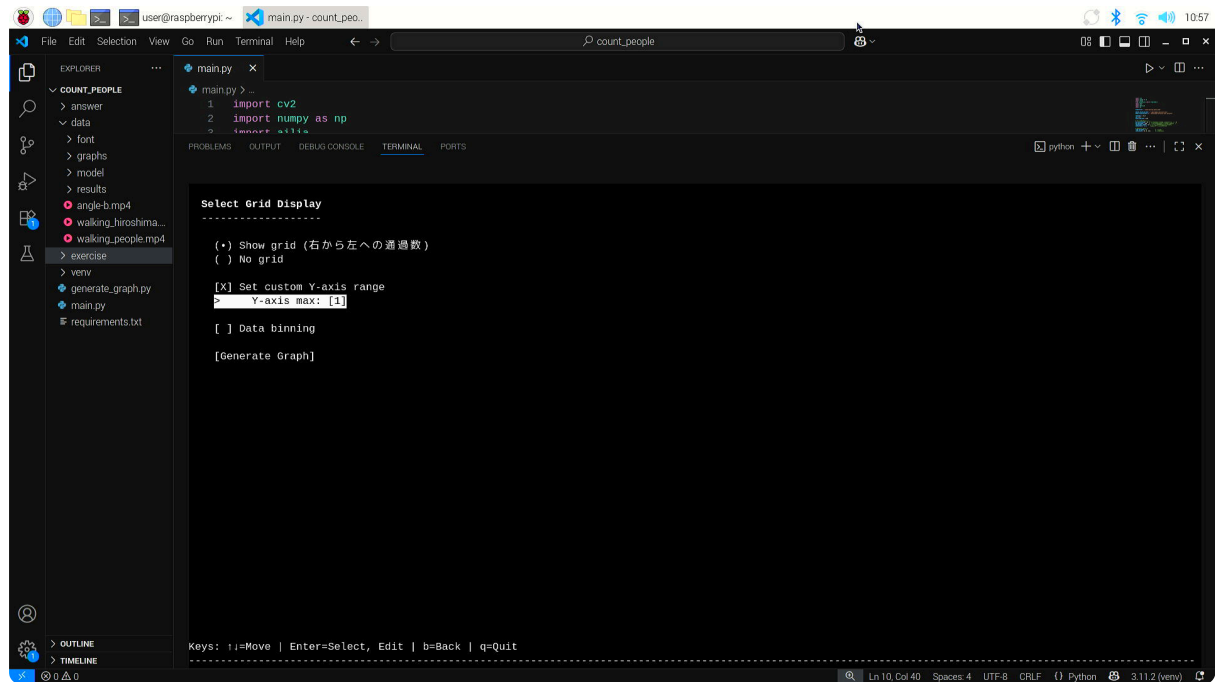 user@raspberrypi: ~
main.py - count_peo..
10:57
File Edit Selection View Go Run Terminal Help
count_people
EXPLORER
main.py
COUNT_PEOPLE
main.py > ...
answer
1 import cv2
data
2 import numpy as np
font
3 import ailia
graphs
PROBLEMS OUTPUT DEBUG CONSOLE TERMINAL PORTS
python
model
results
angle-b.mp4
walking_hiroshima...
walking_people.mp4
exercise
venv
generate_graph.py
main.py
requirements.txt
Select Grid Display
-------------------
(•) Show grid (右から左への通過数)
( ) No grid
[X] Set custom Y-axis range
> Y-axis max: [1]
[ ] Data binning
[Generate Graph]
Keys: ↑↓=Move | Enter=Select, Edit | b=Back | q=Quit
OUTLINE
TIMELINE
1
1
0 0
Ln 10, Col 40 Spaces: 4 UTF-8 CRLF {} Python 3.11.2 (venv)